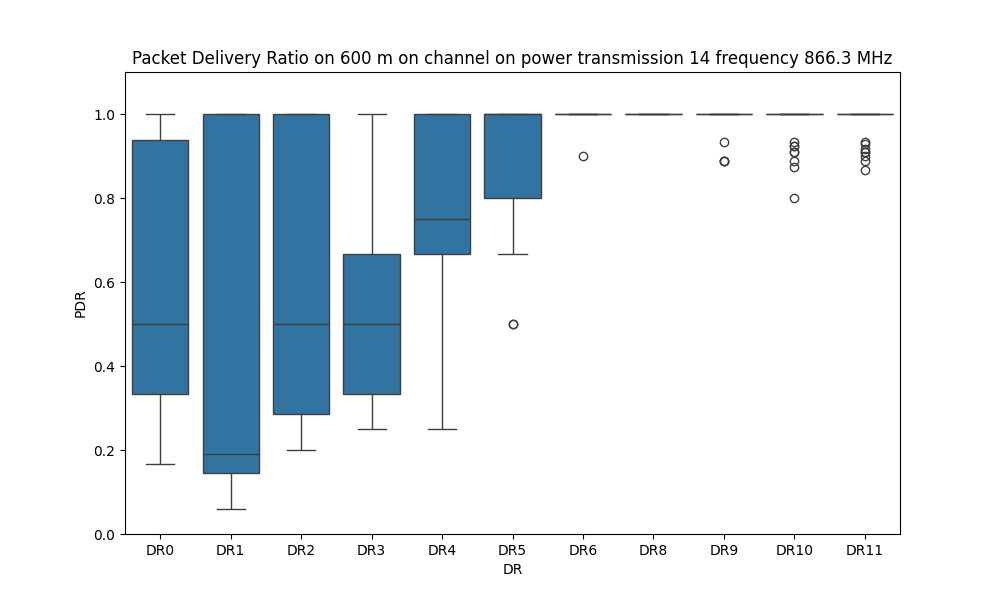 Packet Delivery Ratio on 600 m on channel on power transmission 14 frequency 866.3 MHz
1.0
0.8
0.6
0.4
0.2
0.0
PDR
DR0 DR1 DR2 DR3 DR4 DR5 DR6 DR8 DR9 DR10 DR11
DR